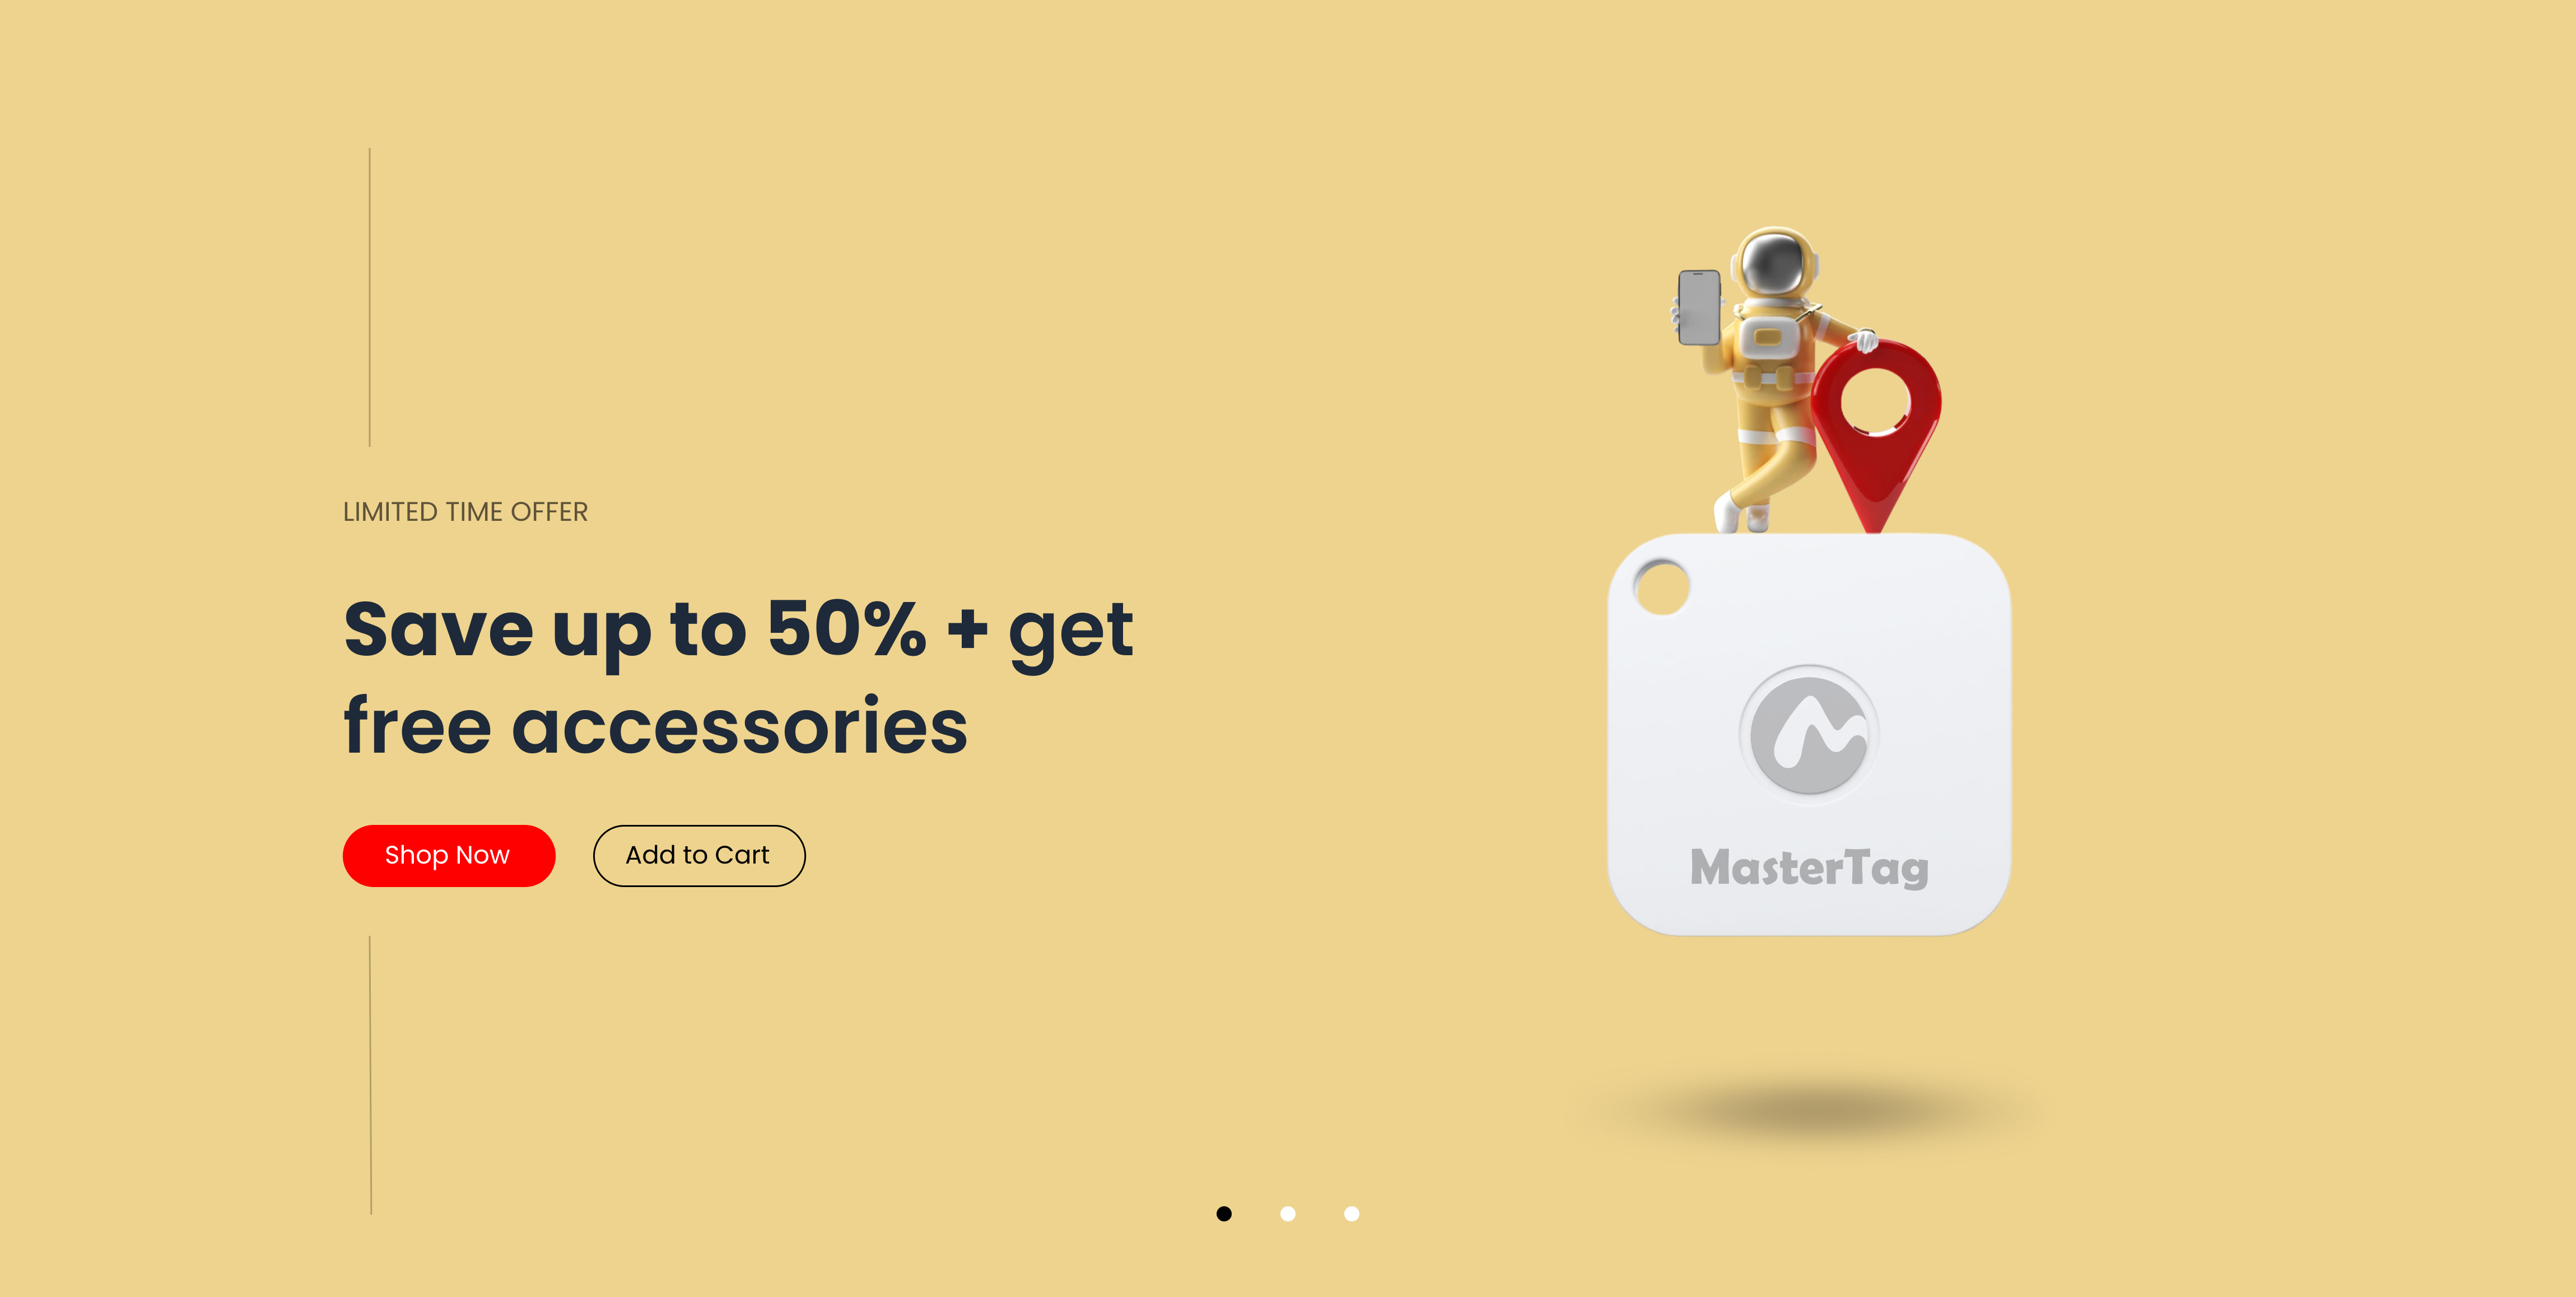 LIMITED TIME OFFER
Save up to 50% + get
free accessories
Shop Now
Add to Cart
MasterTag